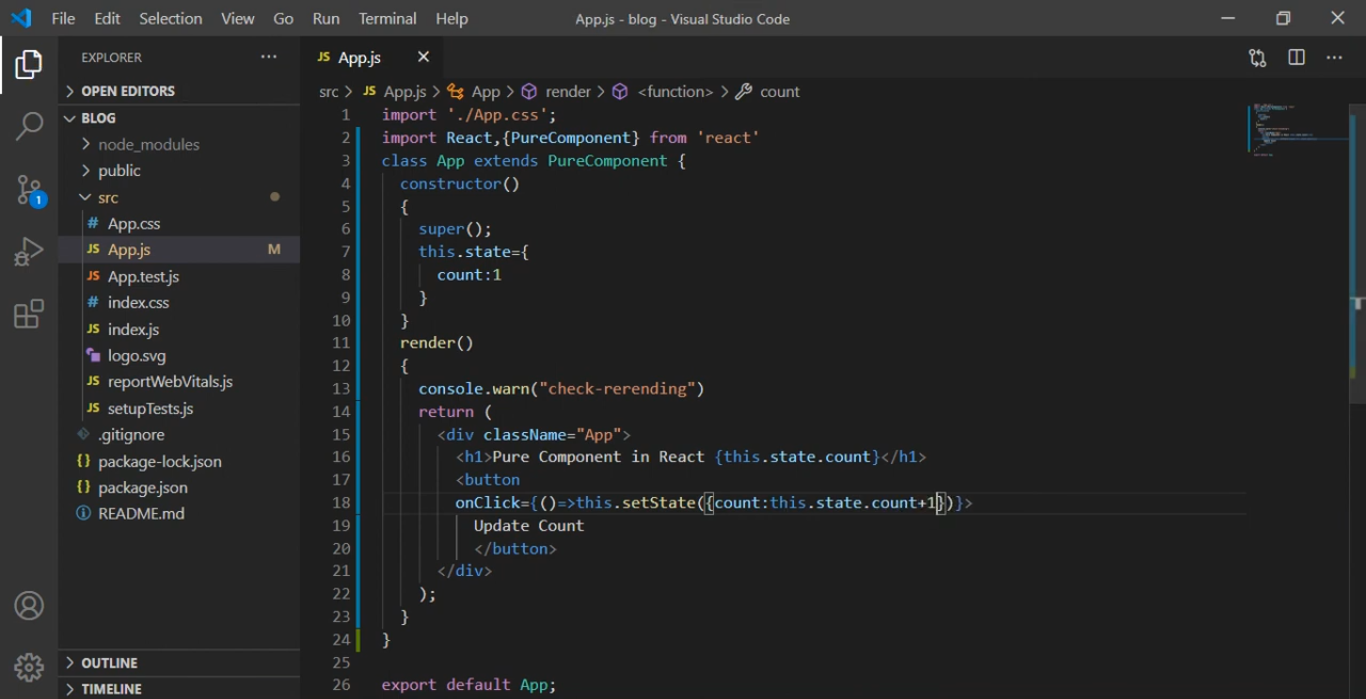 File Edit Selection View Go Run Terminal Help App.js - blog - Visual Studio Code
EXPLORER ···
OPEN EDITORS
BLOG
node_modules
public
src
# App.css
JS App.js M
JS App.test.js
# index.css
JS index.js
logo.svg
JS reportWebVitals.js
JS setupTests.js
.gitignore
{} package-lock.json
{} package.json
README.md
OUTLINE
TIMELINE
1
JS App.js
src > JS App.js > App > render > <function> > count
1 import './App.css';
2 import React,{PureComponent} from 'react'
3 class App extends PureComponent {
4 constructor()
5 {
6 super();
7 this.state={
8 count:1
9 }
10 }
11 render()
12 {
13 console.warn("check-rerending")
14 return (
15 <div className="App">
16 <h1>Pure Component in React {this.state.count}</h1>
17 <button
18 onClick={()=>this.setState({count:this.state.count+1})}>
19 Update Count
20 </button>
21 </div>
22 );
23 }
24 }
25
26 export default App;